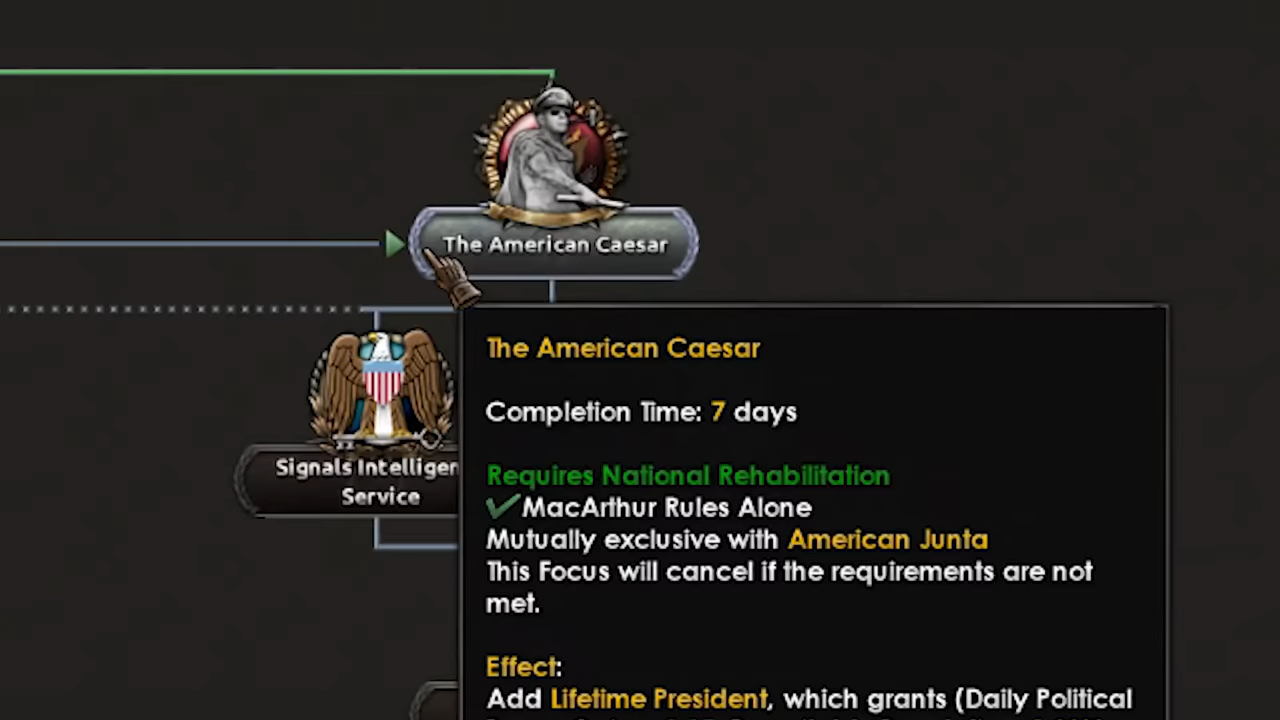 The American Caesar
Signals Intelligen
Service
The American Caesar
Completion Time: 7 days
Requires National Rehabilitation
MacArthur Rules Alone
Mutually exclusive with American Junta
This Focus will cancel if the requirements are not
met.
Effect:
Add Lifetime President, which grants (Daily Political